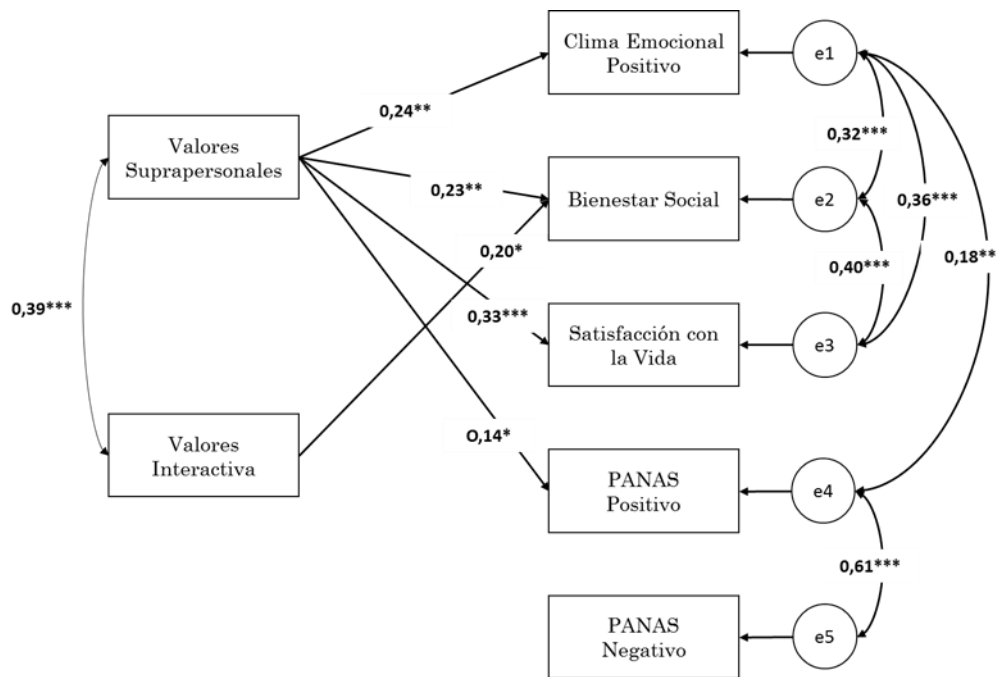 Clima Emocional
Positivo
e1
0,24**
Valores
Suprapersonales
0,32***
0,23**
Bienestar Social
e2
0,36***
0,20*
0,18**
0,40***
0,39***
0,33***
Satisfacción con
la Vida
e3
Valores
Interactiva
O,14*
PANAS
Positivo
e4
0,61***
PANAS
Negativo
e5